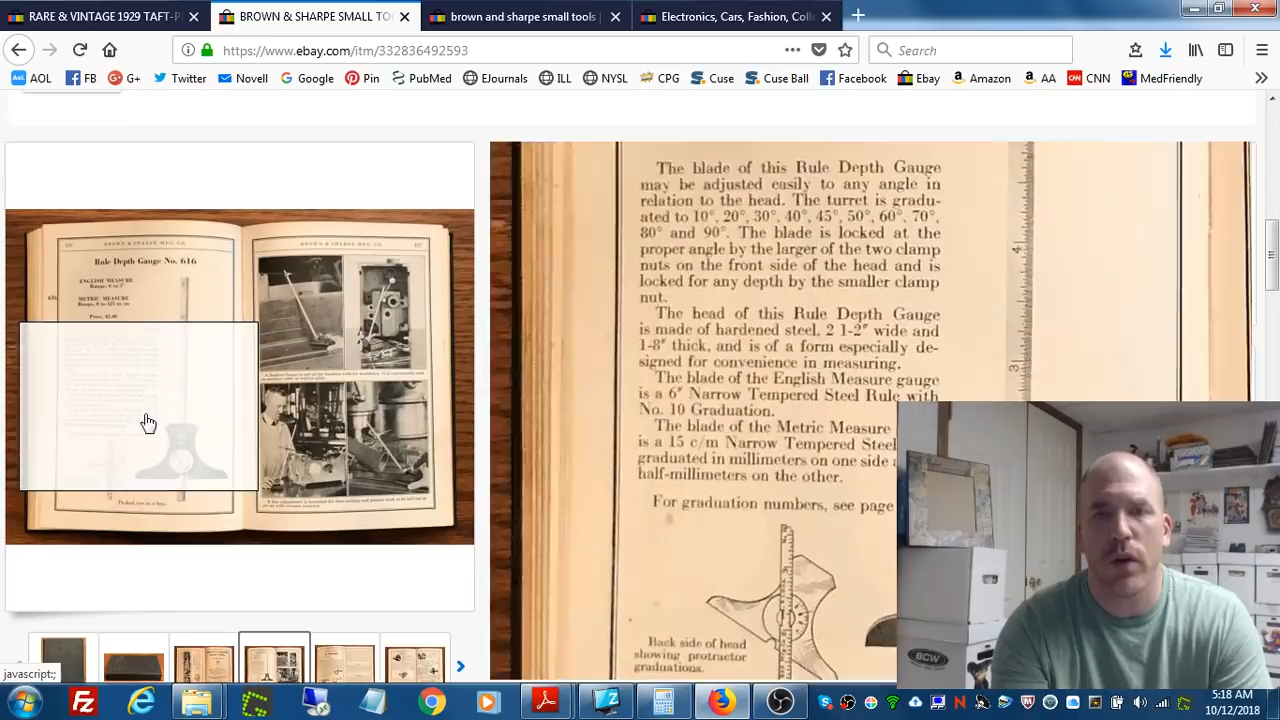 RARE & VINTAGE 1929 TAFT-P
BROWN & SHARPE SMALL TO
brown and sharpe small tools |
Electronics, Cars, Fashion, Coll
https://www.ebay.com/itm/332836492593
Search
AOL FB G+ Twitter Novell Google Pin PubMed EJournals ILL NYSL CPG Cuse Cuse Ball Facebook Ebay Amazon AA CNN MedFriendly
BROWN & SHARPE MFG. CO.
Rule Depth Gauge No. 616
ENGLISH MEASURE
METRIC MEASURE
The blade of this Rule Depth Gauge
may be adjusted easily to any angle in
relation to the head. The turret is gradu-
ated to 10°, 20°, 30°, 40°, 45°, 50°, 60°, 70°,
80° and 90°. The blade is locked at the
proper angle by the larger of the two clamp
nuts on the front side of the head and is
locked for any depth by the smaller clamp
nut.
The head of this Rule Depth Gauge
is made of hardened steel, 2 1-2" wide and
1-8" thick, and is of a form especially de-
signed for convenience in measuring.
The blade of the English Measure gauge
is a 6" Narrow Tempered Steel Rule with
No. 10 Graduation.
The blade of the Metric Measure
is a 15 c/m Narrow Tempered Steel
graduated in millimeters on one side
half-millimeters on the other.
For graduation numbers, see page
Back side of head
showing protractor
graduations.
4
3
BCW
javascript:;
5:18 AM
10/12/2018